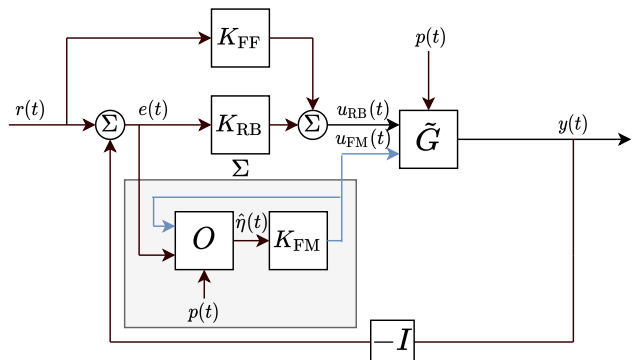 K_FF
p(t)
r(t)
Σ
e(t)
K_RB
Σ
u_RB(t)
u_FM(t)
G̃
y(t)
Σ
O
η̂(t)
K_FM
p(t)
−I